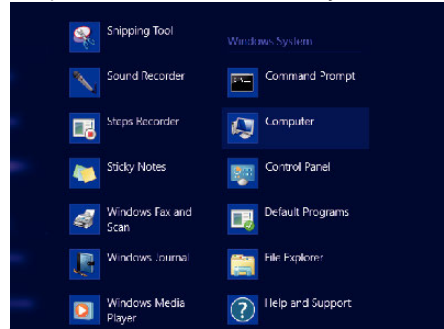 Snipping Tool
Sound Recorder
Steps Recorder
Sticky Notes
Windows Fax and
Scan
Windows Journal
Windows Media
Player
Windows System
Command Prompt
Computer
Control Panel
Default Programs
File Explorer
Help and Support